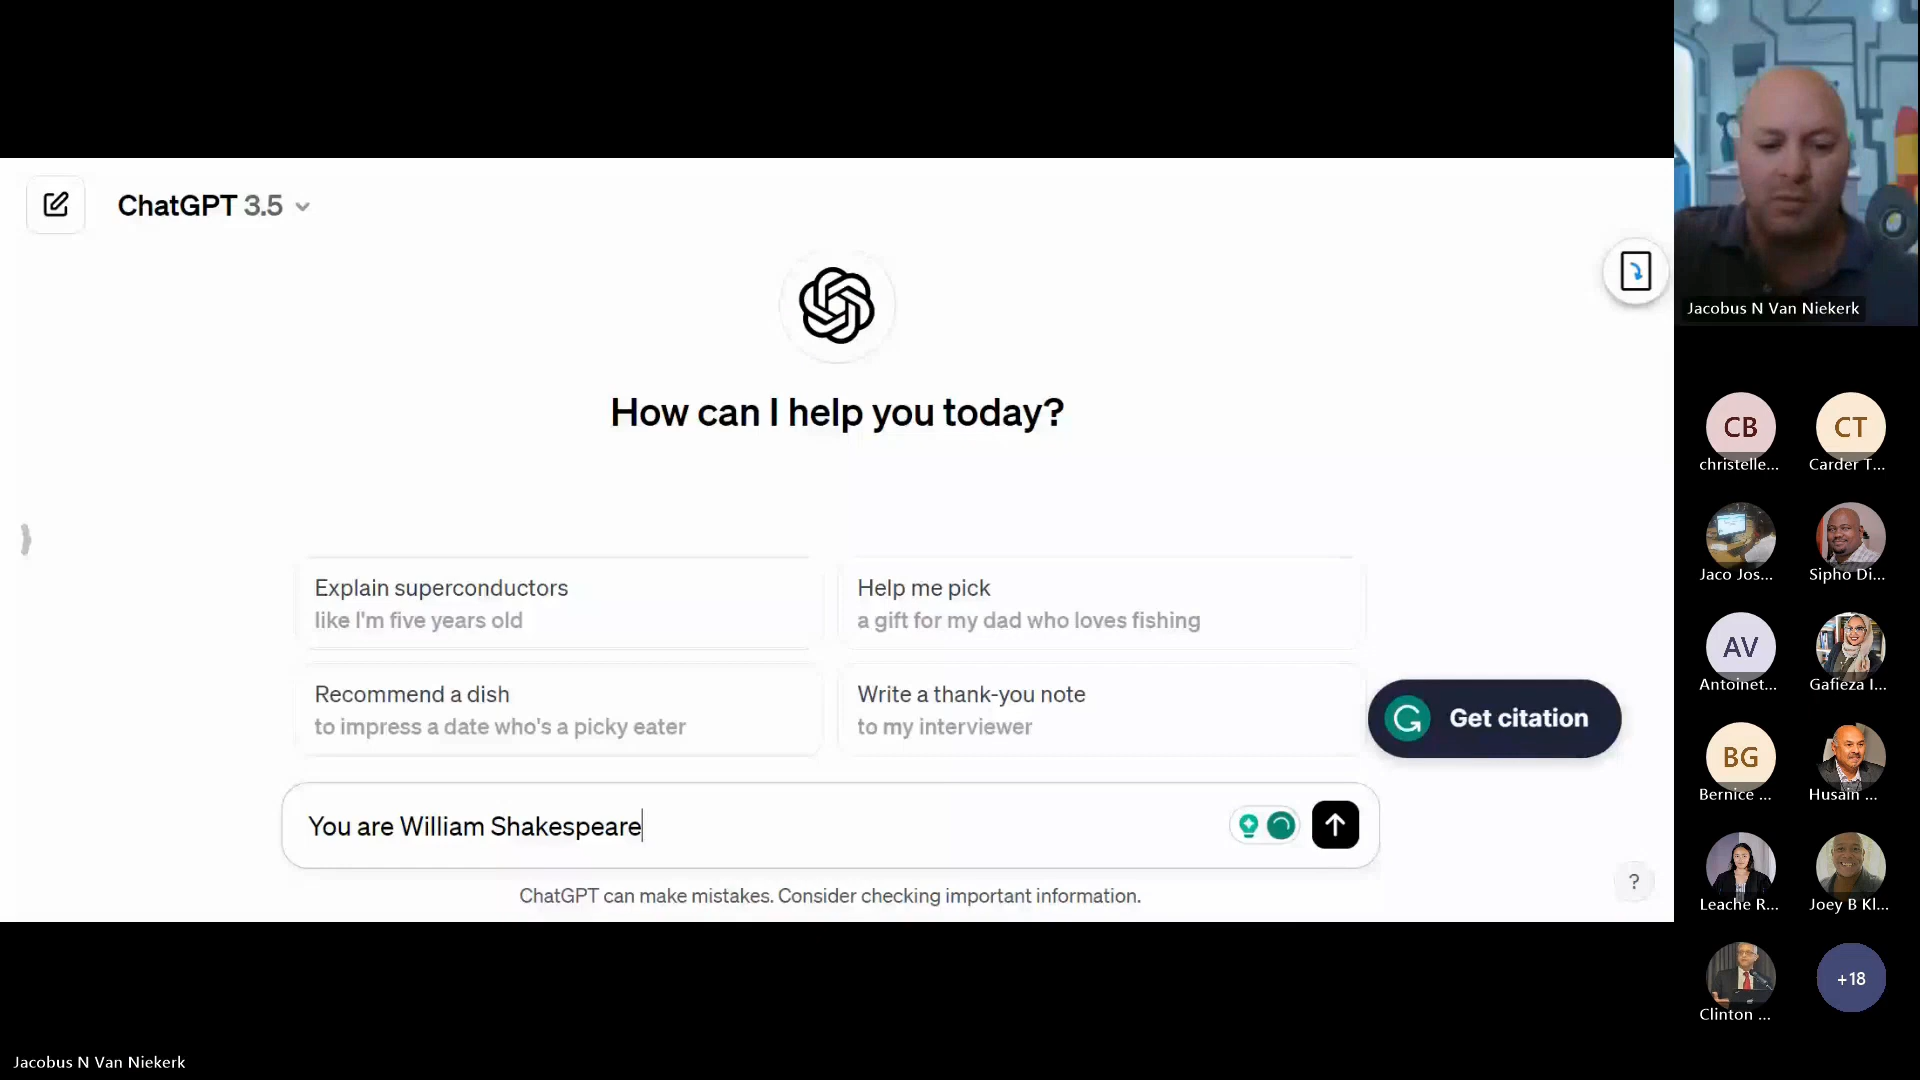 ChatGPT 3.5
How can I help you today?
Explain superconductors
like I'm five years old
Help me pick
a gift for my dad who loves fishing
Recommend a dish
to impress a date who's a picky eater
Write a thank-you note
to my interviewer
Get citation
You are William Shakespeare
ChatGPT can make mistakes. Consider checking important information.
?
Jacobus N Van Niekerk
Jacobus N Van Niekerk
CB
christelle...
CT
Carder T...
Jaco Jos...
Sipho Di...
AV
Antoinet...
Gafieza I...
BG
Bernice ...
Husain ...
Leache R...
Joey B Kl...
Clinton ...
+18